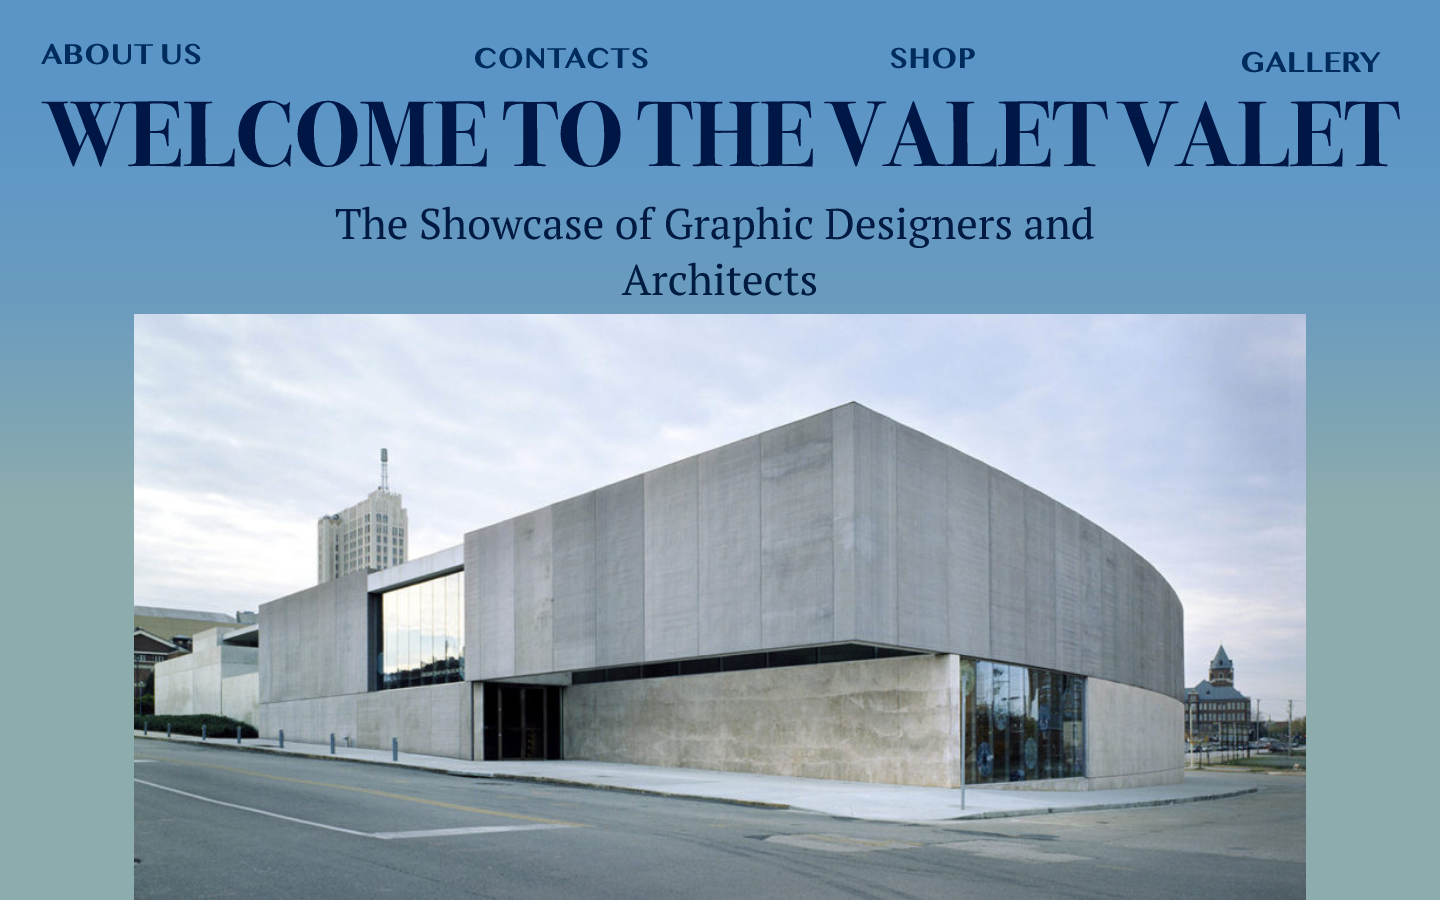 ABOUT US
CONTACTS
SHOP
GALLERY
WELCOME TO THE VALET VALET
The Showcase of Graphic Designers and
Architects